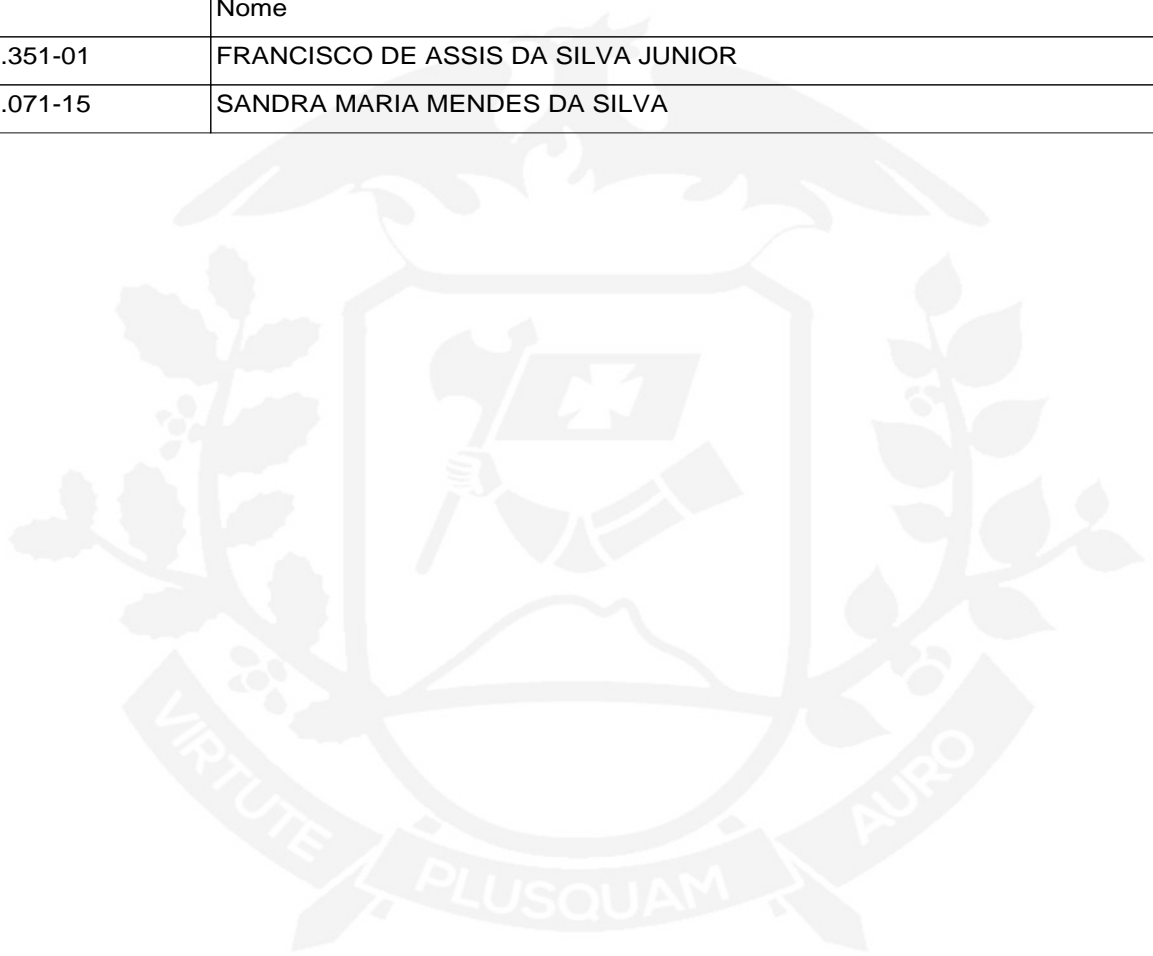 Nome
.351-01 FRANCISCO DE ASSIS DA SILVA JUNIOR
.071-15 SANDRA MARIA MENDES DA SILVA
VIRTUTE PLUSQUAM AURO